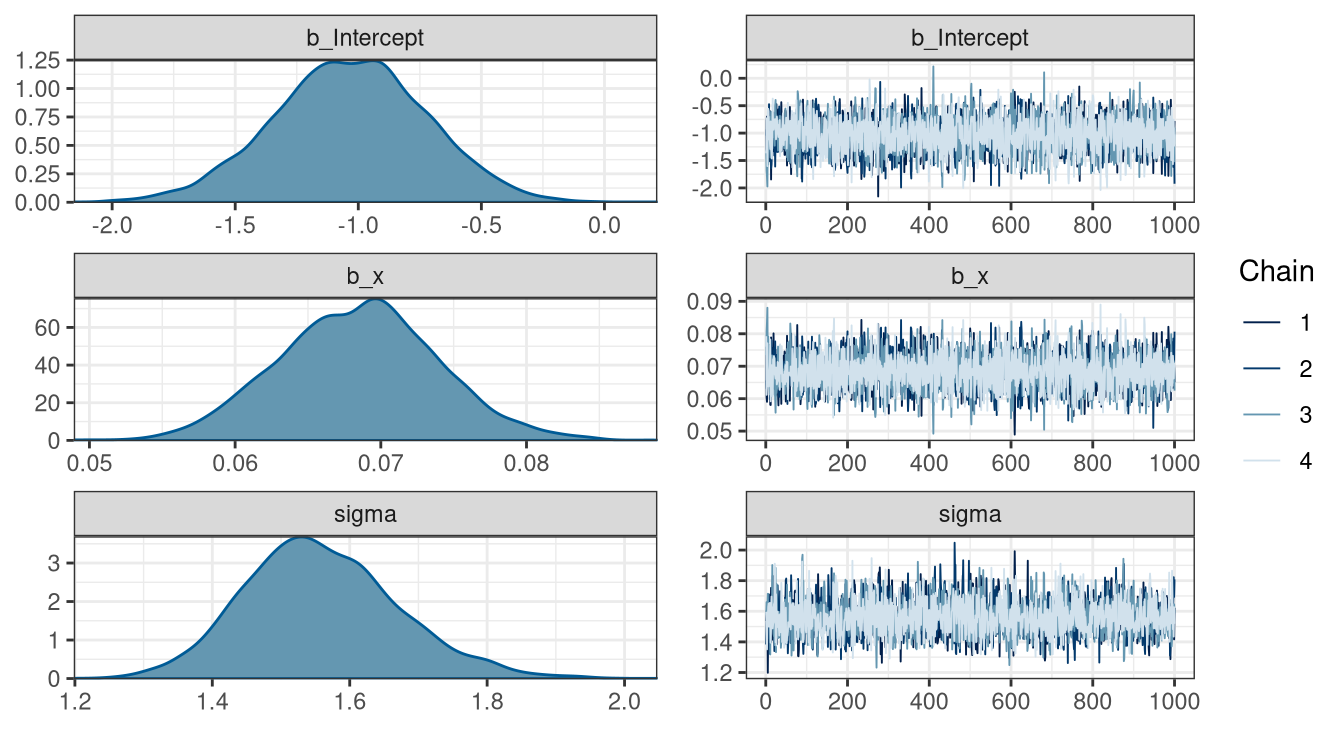 b_Intercept
1.25
1.00
0.75
0.50
0.25
0.00
-2.0 -1.5 -1.0 -0.5 0.0
b_Intercept
0.0
-0.5
-1.0
-1.5
-2.0
0 200 400 600 800 1000
b_x
60
40
20
0
0.05 0.06 0.07 0.08
b_x
0.09
0.08
0.07
0.06
0.05
0 200 400 600 800 1000
sigma
3
2
1
0
1.2 1.4 1.6 1.8 2.0
sigma
2.0
1.8
1.6
1.4
1.2
0 200 400 600 800 1000
Chain
1
2
3
4